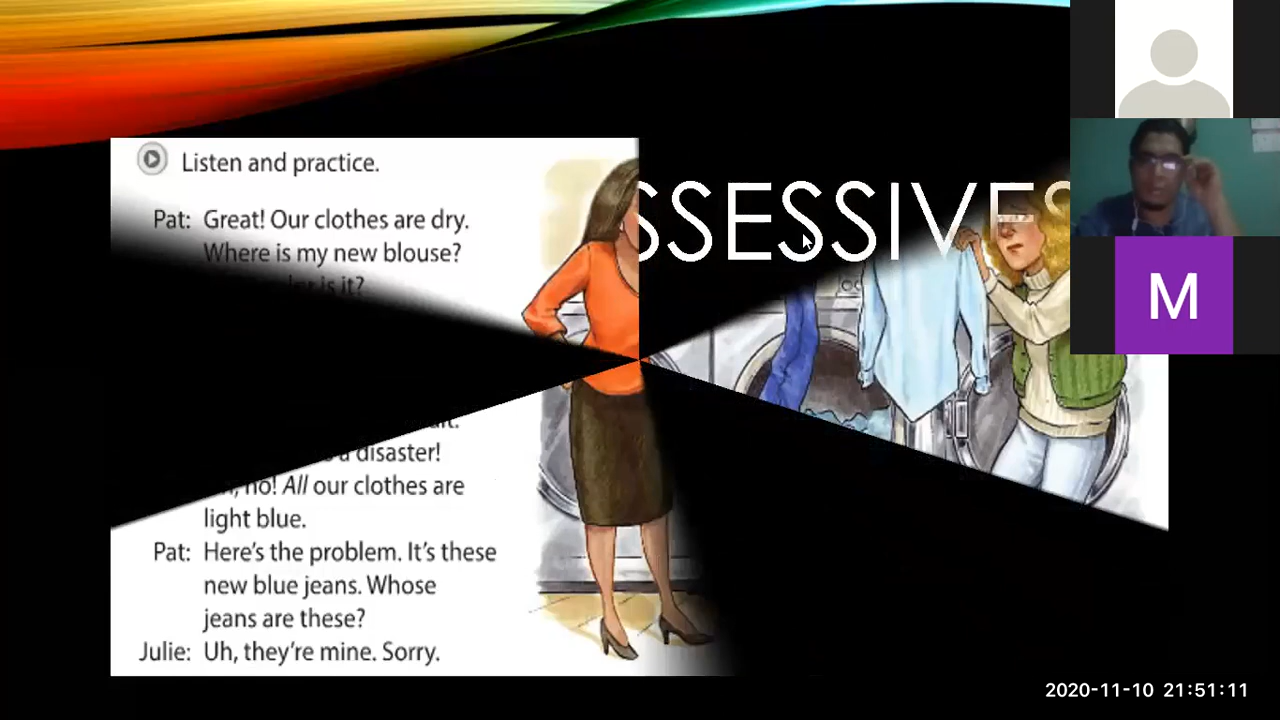 Listen and practice.
Pat: Great! Our clothes are dry.
Where is my new blouse?
is it?
SSESSIVES
a disaster!
no! All our clothes are
light blue.
Pat: Here's the problem. It's these
new blue jeans. Whose
jeans are these?
Julie: Uh, they're mine. Sorry.
M
2020-11-10 21:51:11